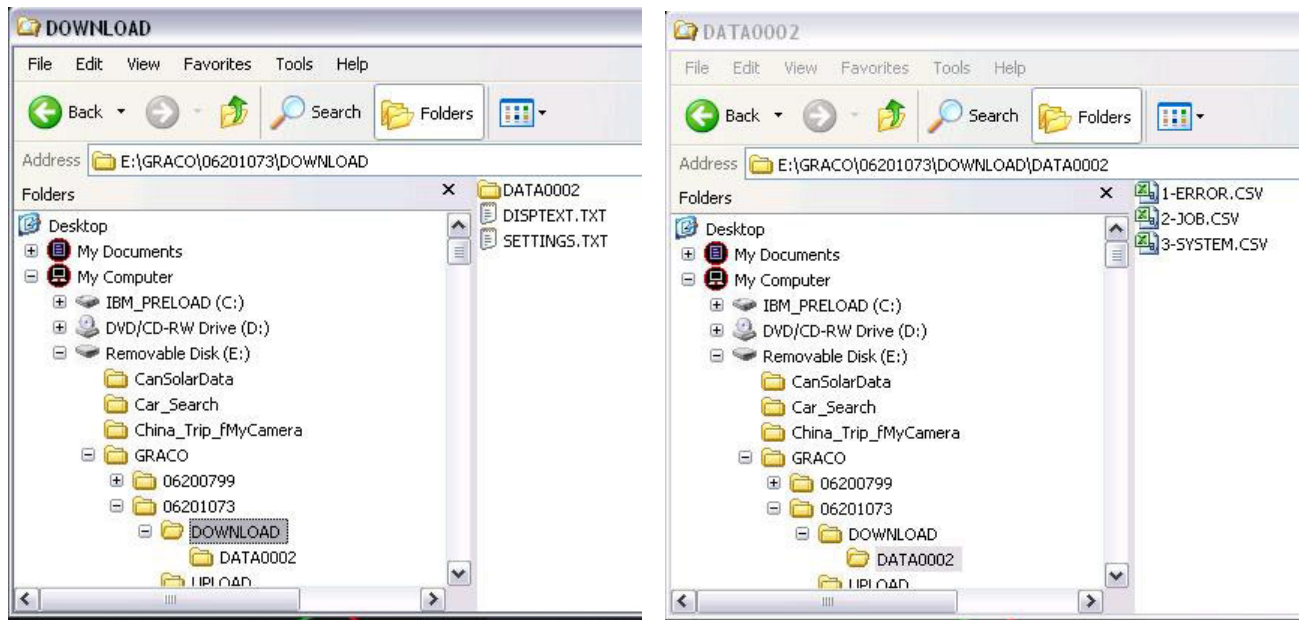 DOWNLOAD
File Edit View Favorites Tools Help
Back Search Folders
Address E:\GRACO\06201073\DOWNLOAD
Folders
Desktop
My Documents
My Computer
IBM_PRELOAD (C:)
DVD/CD-RW Drive (D:)
Removable Disk (E:)
CanSolarData
Car_Search
China_Trip_fMyCamera
GRACO
06200799
06201073
DOWNLOAD
DATA0002
UPLOAD
DATA0002
DISPTEXT.TXT
SETTINGS.TXT
DATA0002
File Edit View Favorites Tools Help
Back Search Folders
Address E:\GRACO\06201073\DOWNLOAD\DATA0002
Folders
Desktop
My Documents
My Computer
IBM_PRELOAD (C:)
DVD/CD-RW Drive (D:)
Removable Disk (E:)
CanSolarData
Car_Search
China_Trip_fMyCamera
GRACO
06200799
06201073
DOWNLOAD
DATA0002
UPLOAD
1-ERROR.CSV
2-JOB.CSV
3-SYSTEM.CSV